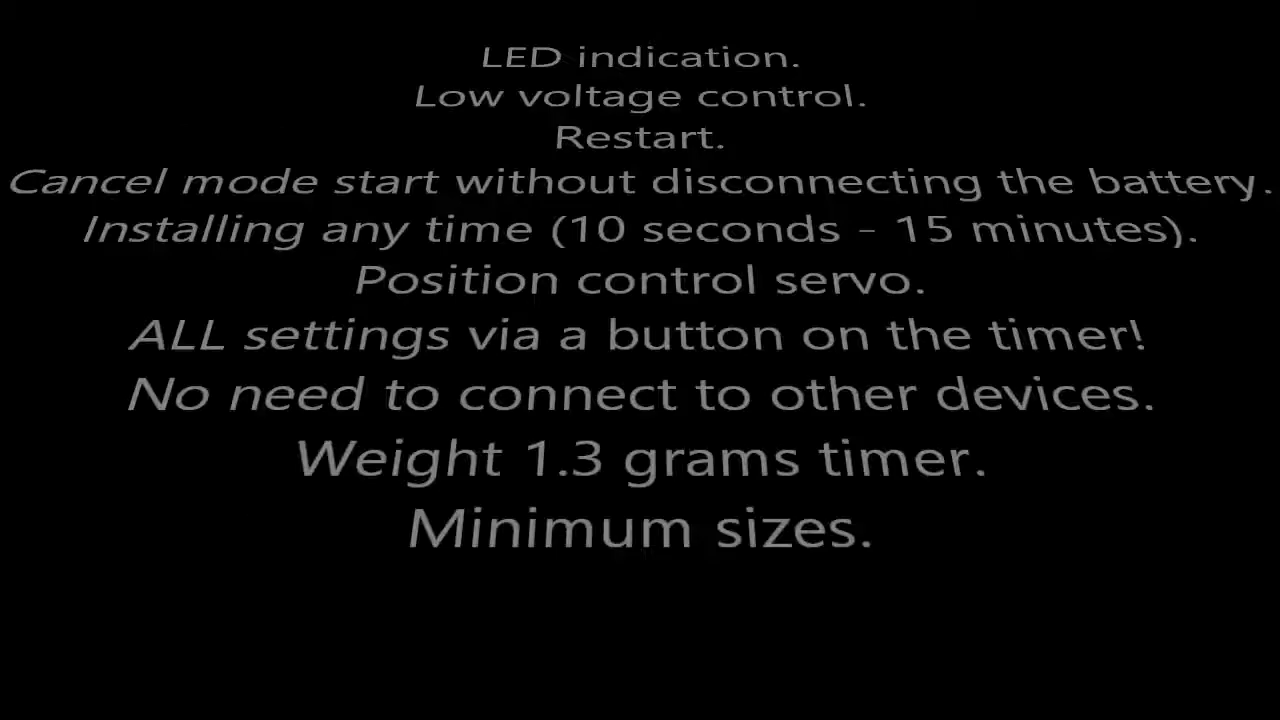 LED indication.
Low voltage control.
Restart.
Cancel mode start without disconnecting the battery.
Installing any time (10 seconds - 15 minutes).
Position control servo.
ALL settings via a button on the timer!
No need to connect to other devices.
Weight 1.3 grams timer.
Minimum sizes.